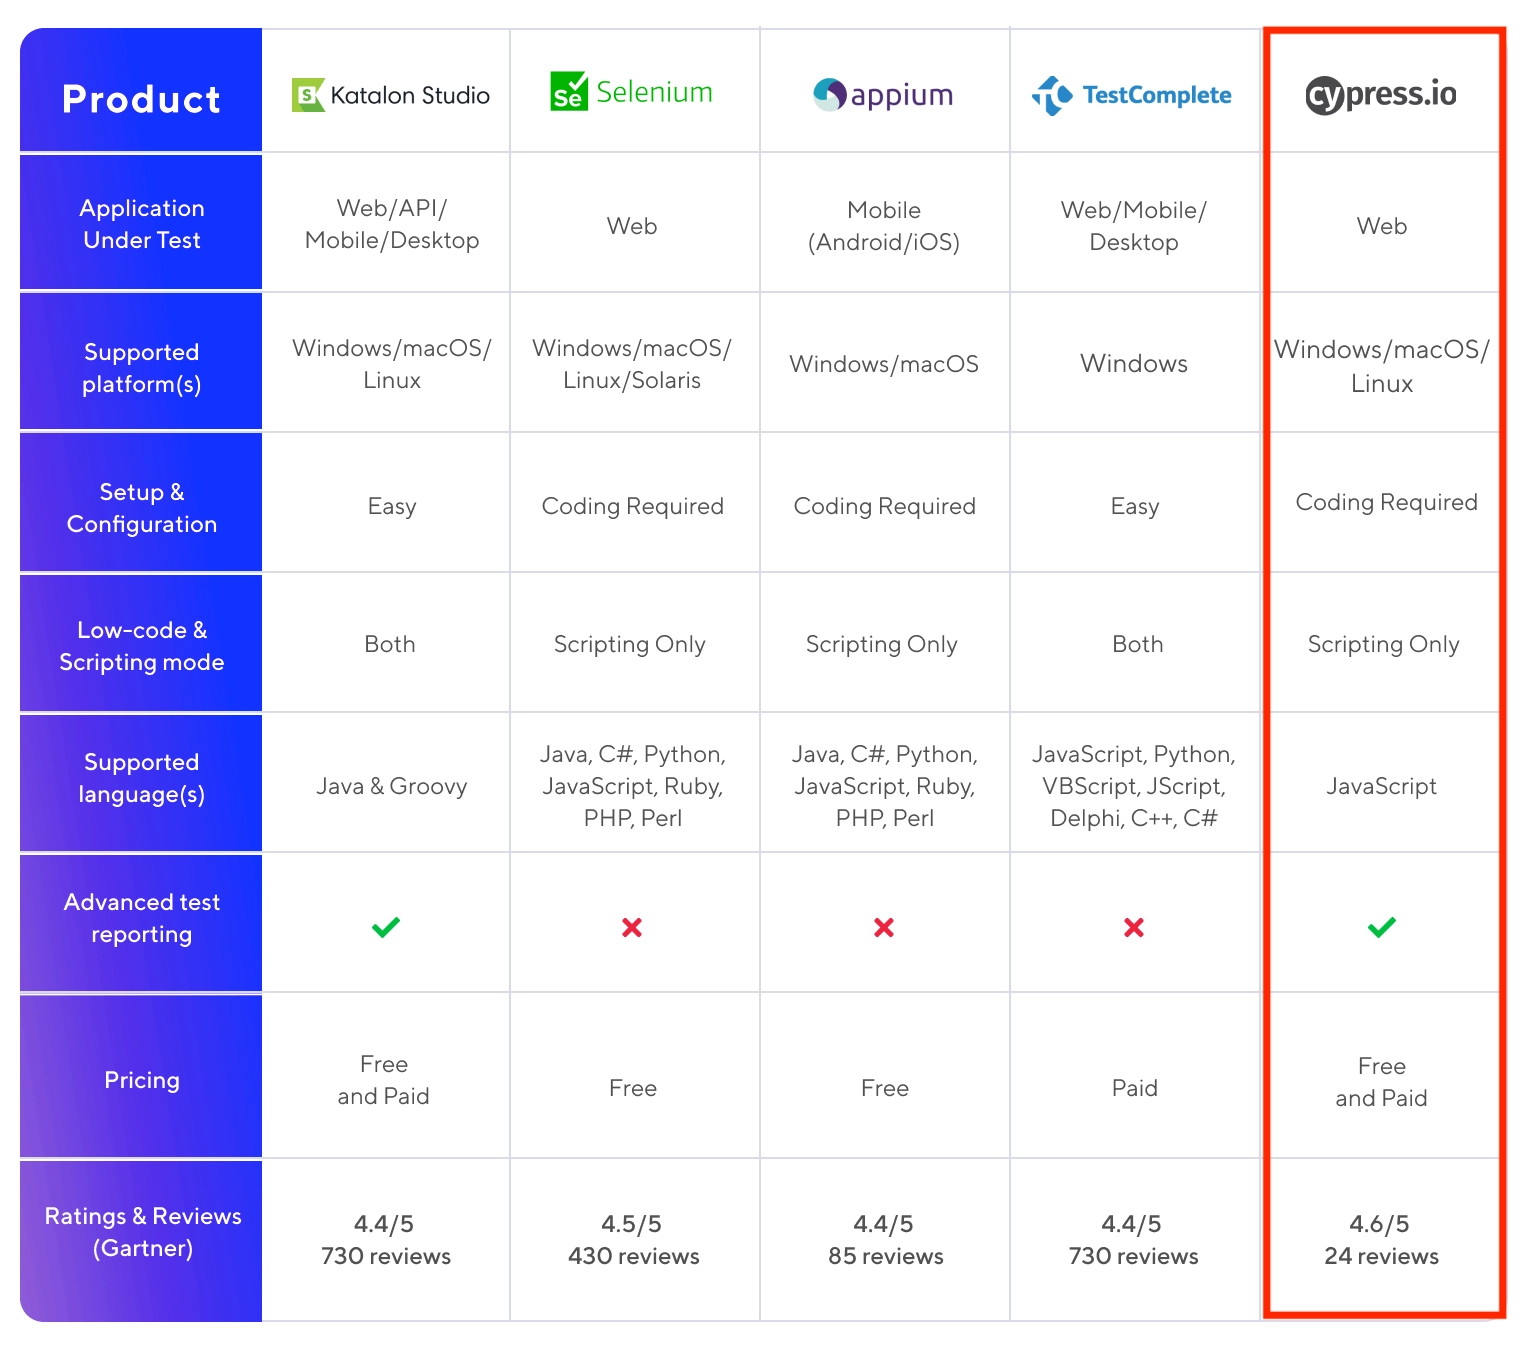 Product
Katalon Studio
Se Selenium
appium
TestComplete
cypress.io
Application
Under Test
Web/API/
Mobile/Desktop
Web
Mobile
(Android/iOS)
Web/Mobile/
Desktop
Web
Supported
platform(s)
Windows/macOS/
Linux
Windows/macOS/
Linux/Solaris
Windows/macOS
Windows
Windows/macOS/
Linux
Setup &
Configuration
Easy
Coding Required
Coding Required
Easy
Coding Required
Low-code &
Scripting mode
Both
Scripting Only
Scripting Only
Both
Scripting Only
Supported
language(s)
Java & Groovy
Java, C#, Python,
JavaScript, Ruby,
PHP, Perl
Java, C#, Python,
JavaScript, Ruby,
PHP, Perl
JavaScript, Python,
VBScript, JScript,
Delphi, C++, C#
JavaScript
Advanced test
reporting
Pricing
Free
and Paid
Free
Free
Paid
Free
and Paid
Ratings & Reviews
(Gartner)
4.4/5
730 reviews
4.5/5
430 reviews
4.4/5
85 reviews
4.4/5
730 reviews
4.6/5
24 reviews